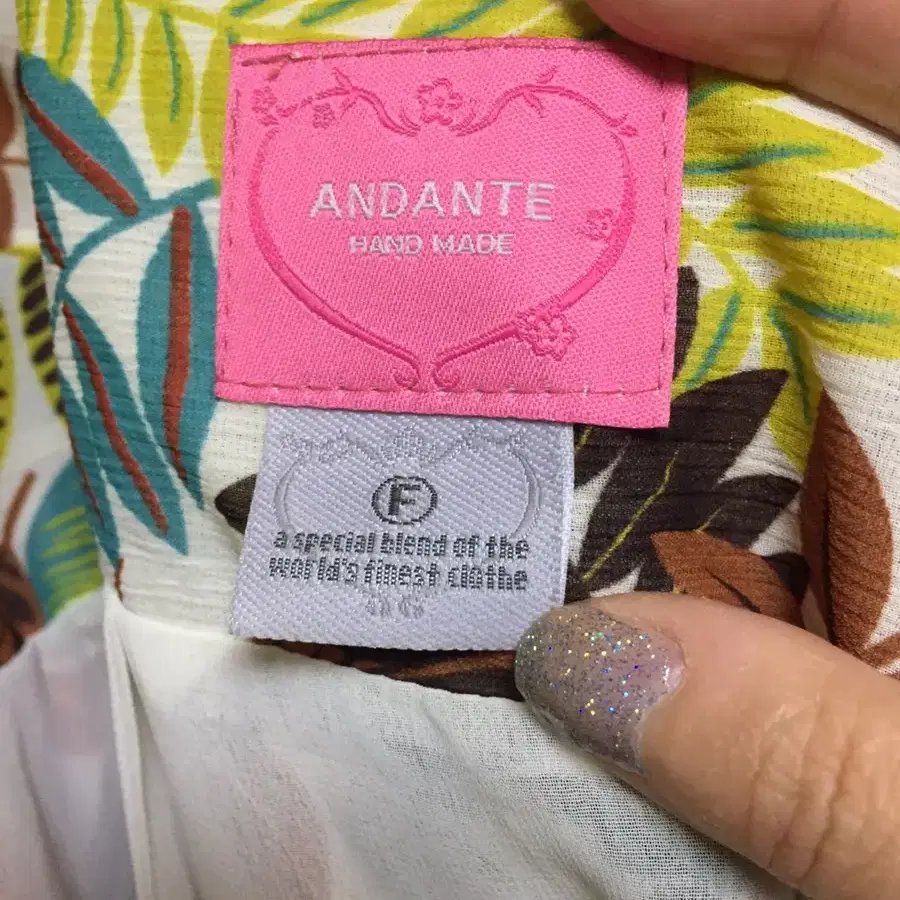 ANDANTE
HAND MADE
F
a special blend of the
world's finest clothe